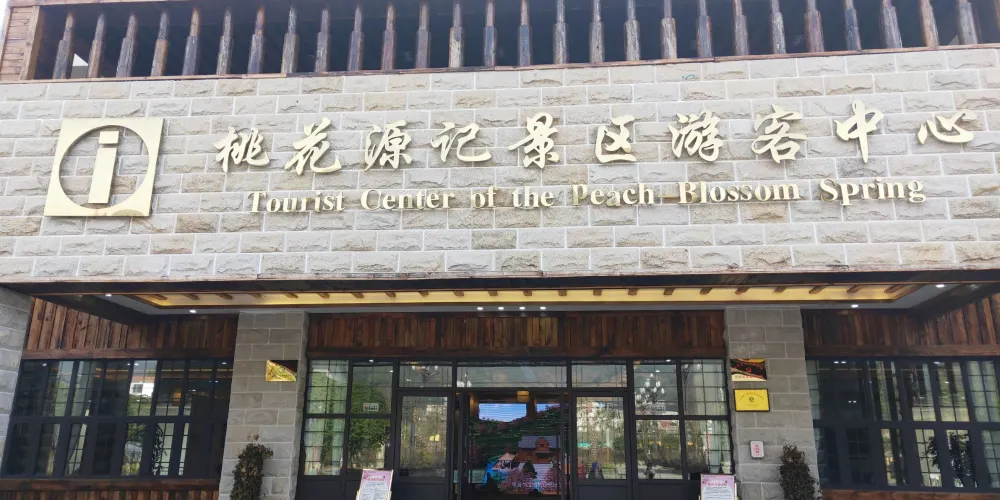 i
桃花源记景区游客中心
Tourist Center of the Peach Blossom Spring